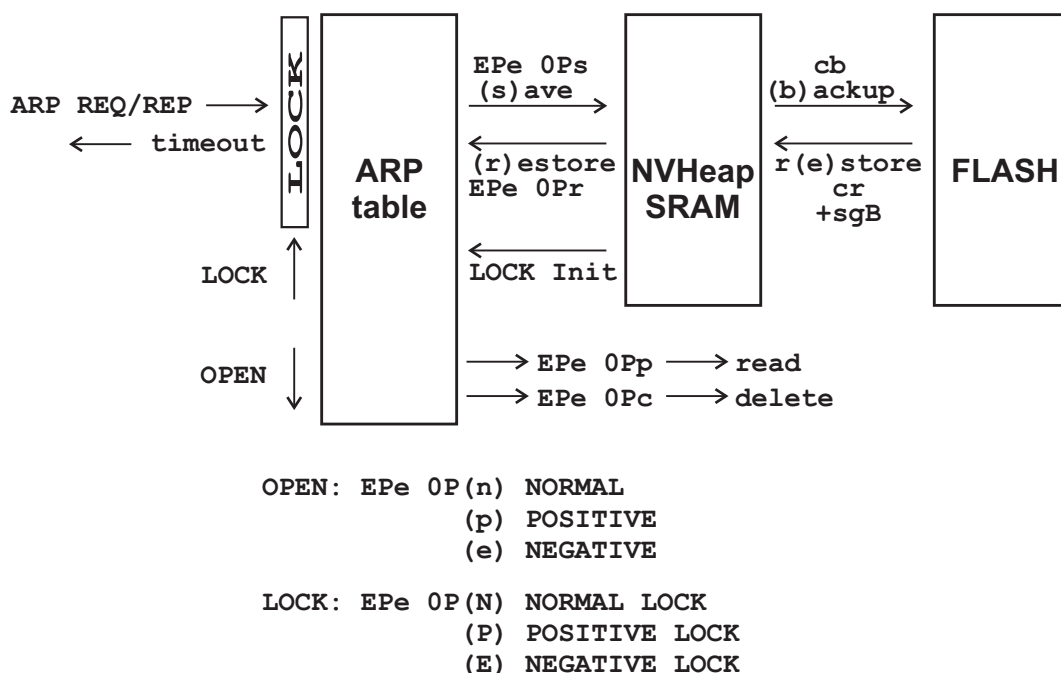 LOCK
EPe 0Ps
(s)ave
cb
(b)ackup
ARP REQ/REP
timeout
(r)estore
EPe 0Pr
r(e)store
cr
+sgB
ARP
table
NVHeap
SRAM
FLASH
LOCK
LOCK Init
OPEN
EPe 0Pp
read
EPe 0Pc
delete
OPEN: EPe 0P(n) NORMAL
(p) POSITIVE
(e) NEGATIVE
LOCK: EPe 0P(N) NORMAL LOCK
(P) POSITIVE LOCK
(E) NEGATIVE LOCK